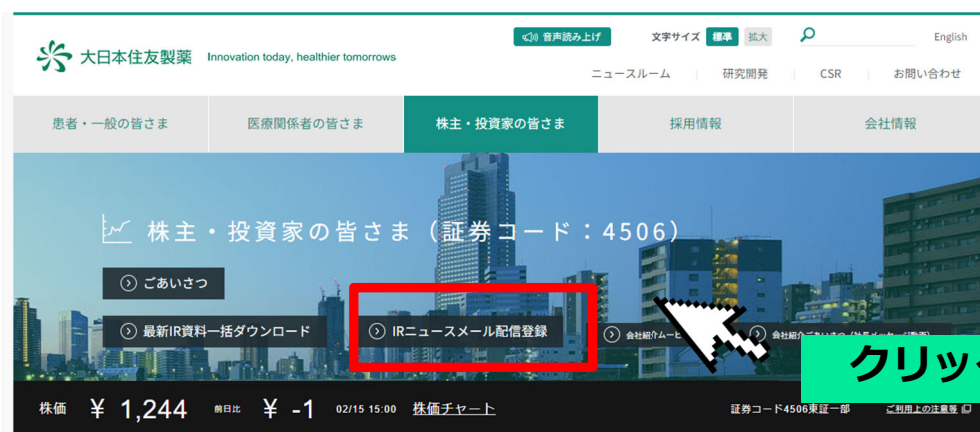 音声読み上げ 文字サイズ 標準 拡大 English
大日本住友製薬 Innovation today, healthier tomorrows
ニュースルーム 研究開発 CSR お問い合わせ
患者・一般の皆さま 医療関係者の皆さま 株主・投資家の皆さま 採用情報 会社情報
株主・投資家の皆さま（証券コード：4506）
ごあいさつ
最新IR資料一括ダウンロード IRニュースメール配信登録 会社紹介ムービ 会社紹介
クリッ
株価 ¥ 1,244 前日比 ¥ -1 02/15 15:00 株価チャート 証券コード4506東証一部 ご利用上の注意等